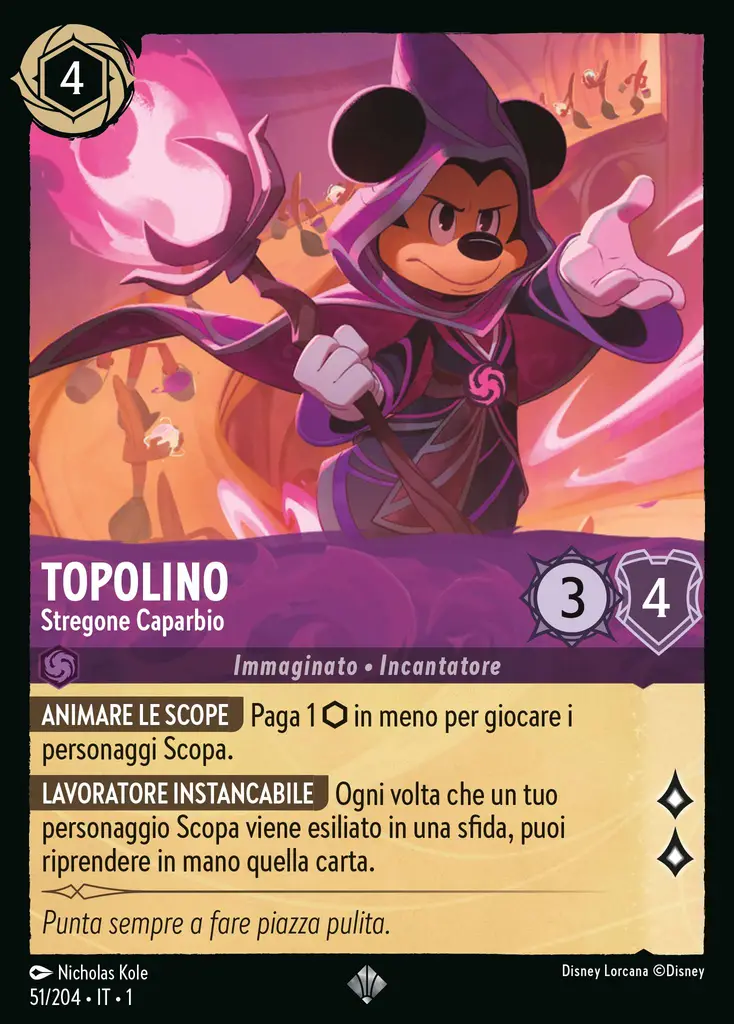 4
TOPOLINO
Stregone Caparbio
3
4
Immaginato • Incantatore
ANIMARE LE SCOPE Paga 1 ⬡ in meno per giocare i
personaggi Scopa.
LAVORATORE INSTANCABILE Ogni volta che un tuo
personaggio Scopa viene esiliato in una sfida, puoi
riprendere in mano quella carta.
Punta sempre a fare piazza pulita.
Nicholas Kole
Disney Lorcana ©Disney
51/204 • IT • 1